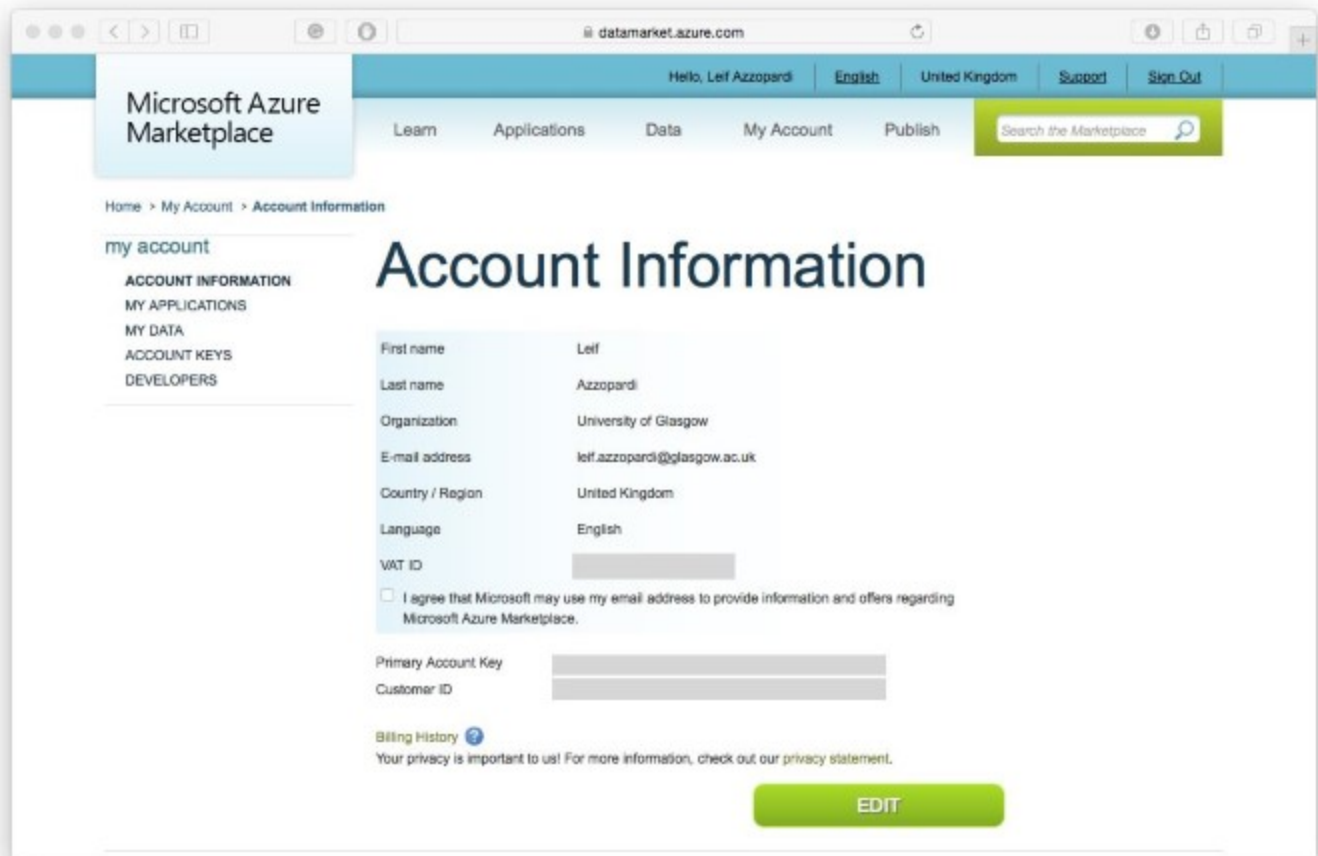 datamarket.azure.com
Hello, Leif Azzopardi English United Kingdom Support Sign Out
Microsoft Azure
Marketplace
Learn Applications Data My Account Publish Search the Marketplace
Home > My Account > Account Information
my account
ACCOUNT INFORMATION
MY APPLICATIONS
MY DATA
ACCOUNT KEYS
DEVELOPERS
Account Information
First name Leif
Last name Azzopardi
Organization University of Glasgow
E-mail address leif.azzopardi@glasgow.ac.uk
Country / Region United Kingdom
Language English
VAT ID
I agree that Microsoft may use my email address to provide information and offers regarding
Microsoft Azure Marketplace.
Primary Account Key
Customer ID
Billing History ?
Your privacy is important to us! For more information, check out our privacy statement.
EDIT